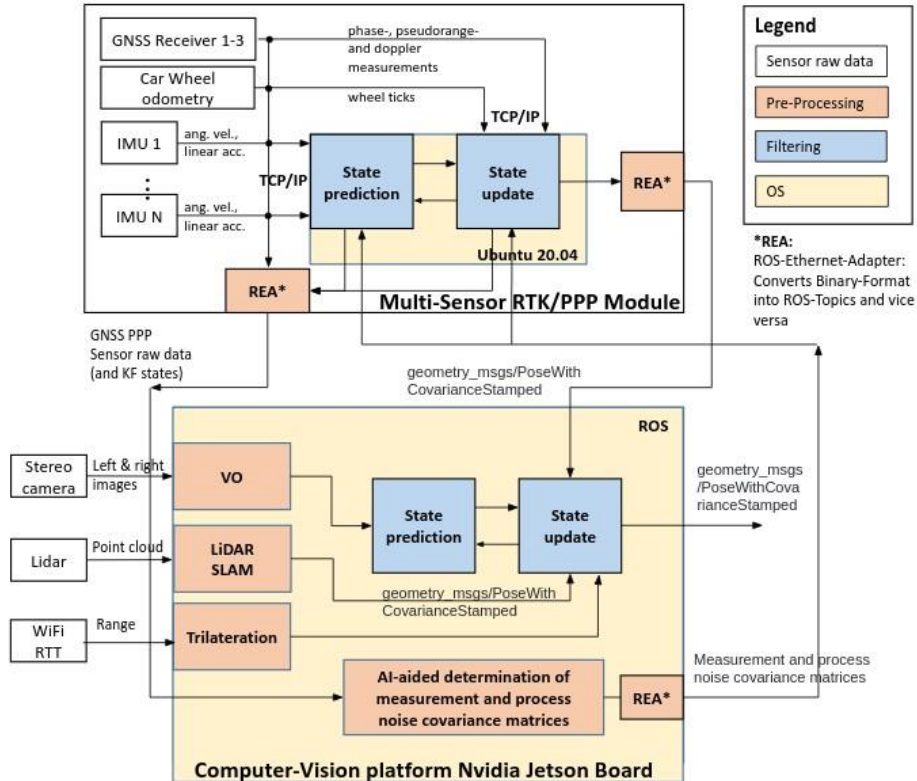 GNSS Receiver 1-3
phase-, pseudorange-
and doppler
measurements
Car Wheel
odometry
wheel ticks
TCP/IP
IMU 1
ang. vel.,
linear acc.
TCP/IP
State
prediction
State
update
REA*
IMU N
ang. vel.,
linear acc.
Ubuntu 20.04
REA*
Multi-Sensor RTK/PPP Module
Legend
Sensor raw data
Pre-Processing
Filtering
OS
*REA:
ROS-Ethernet-Adapter:
Converts Binary-Format
into ROS-Topics and vice
versa
GNSS PPP
Sensor raw data
(and KF states)
geometry_msgs/PoseWith
CovarianceStamped
ROS
Stereo
camera
Left & right
images
VO
State
prediction
State
update
geometry_msgs
/PoseWithCova
rianceStamped
Lidar
Point cloud
LiDAR
SLAM
geometry_msgs/PoseWith
CovarianceStamped
WiFi
RTT
Range
Trilateration
AI-aided determination of
measurement and process
noise covariance matrices
REA*
Measurement and process
noise covariance matrices
Computer-Vision platform Nvidia Jetson Board